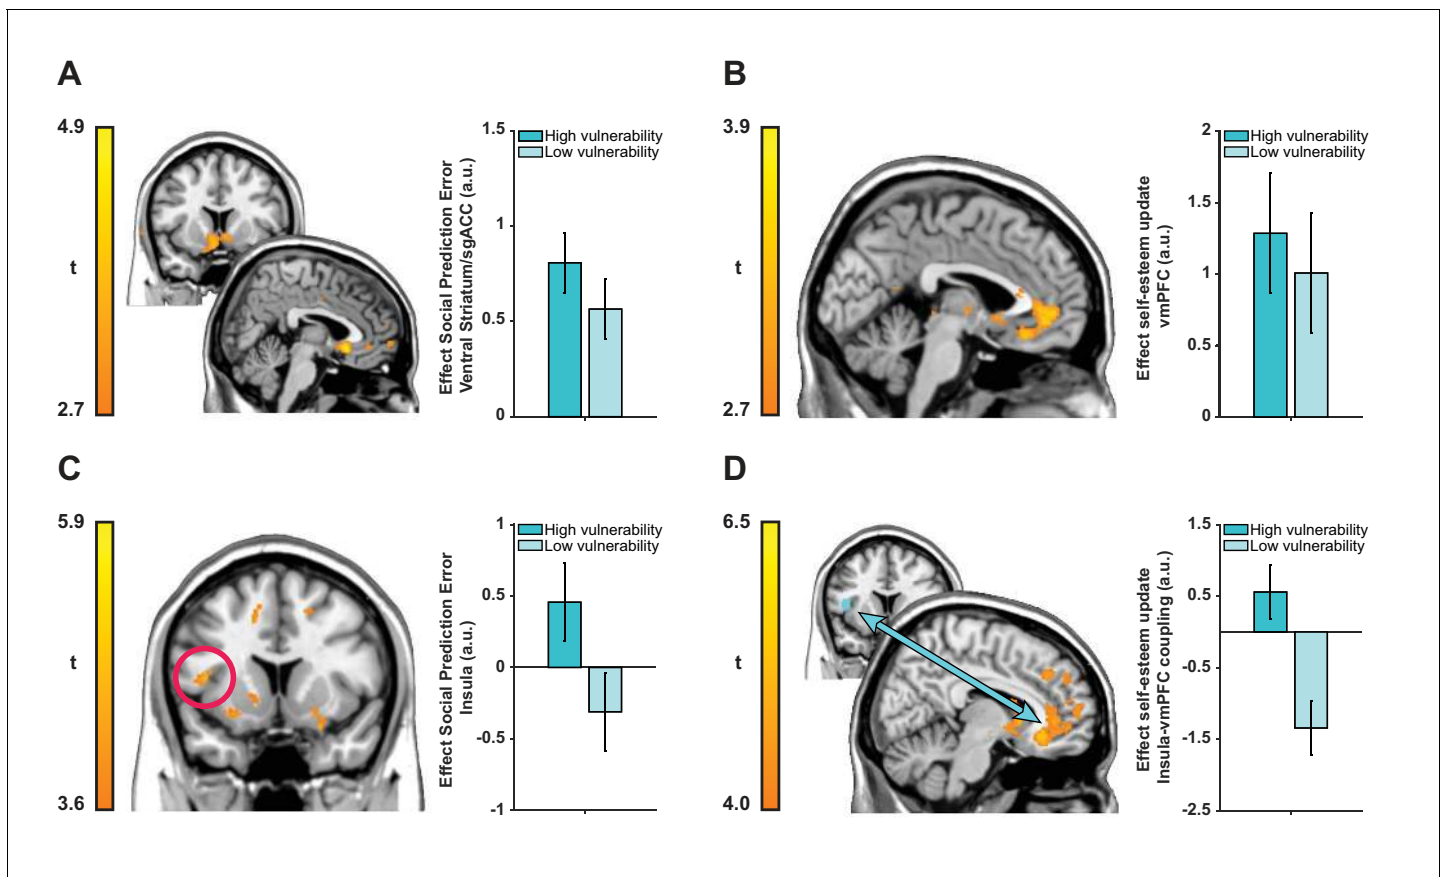 A
4.9
t
2.7
Effect Social Prediction Error
Ventral Striatum/sgACC (a.u.)
1.5
1
0.5
0
High vulnerability
Low vulnerability
B
3.9
t
2.7
Effect self-esteem update
vmPFC (a.u.)
2
1.5
1
0.5
0
High vulnerability
Low vulnerability
C
5.9
t
3.6
Effect Social Prediction Error
Insula (a.u.)
1
0.5
0
-0.5
-1
High vulnerability
Low vulnerability
D
6.5
t
4.0
Effect self-esteem update
Insula-vmPFC coupling (a.u.)
1.5
0.5
-0.5
-1.5
-2.5
High vulnerability
Low vulnerability